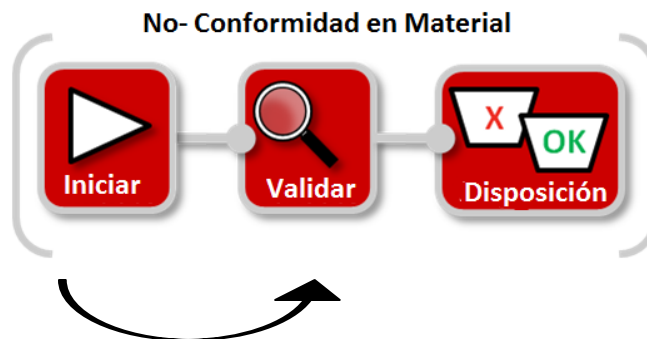 No- Conformidad en Material
Iniciar
Validar
X
OK
Disposición